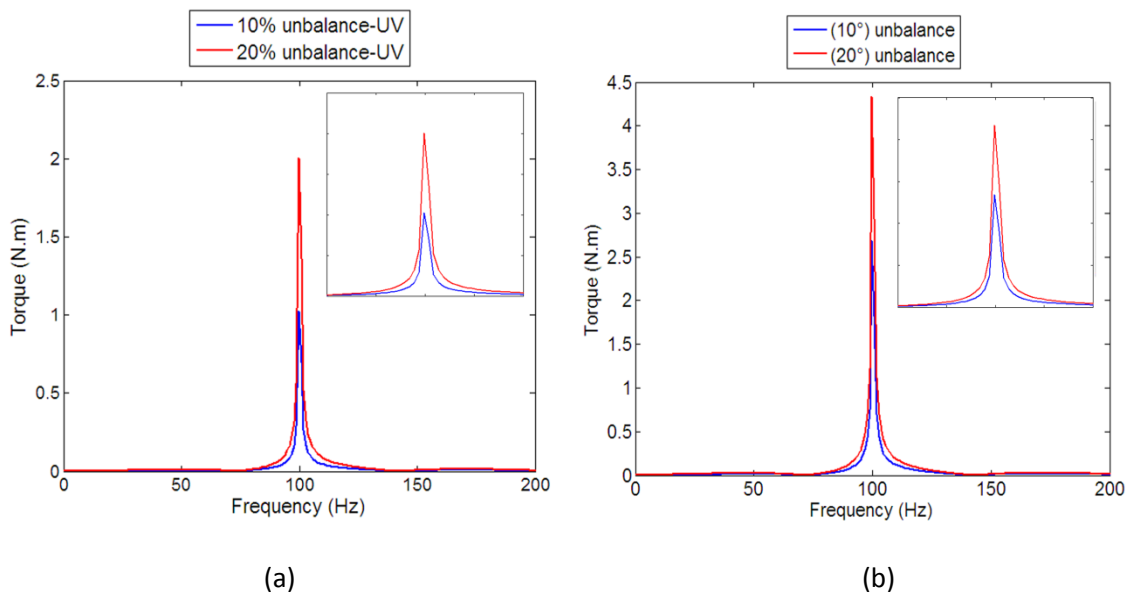 10% unbalance-UV
20% unbalance-UV
2.5
2
1.5
1
0.5
0
Torque (N.m)
0 50 100 150 200
Frequency (Hz)
(a)
(10°) unbalance
(20°) unbalance
4.5
4
3.5
3
2.5
2
1.5
1
0.5
0
Torque (N.m)
0 50 100 150 200
Frequency (Hz)
(b)